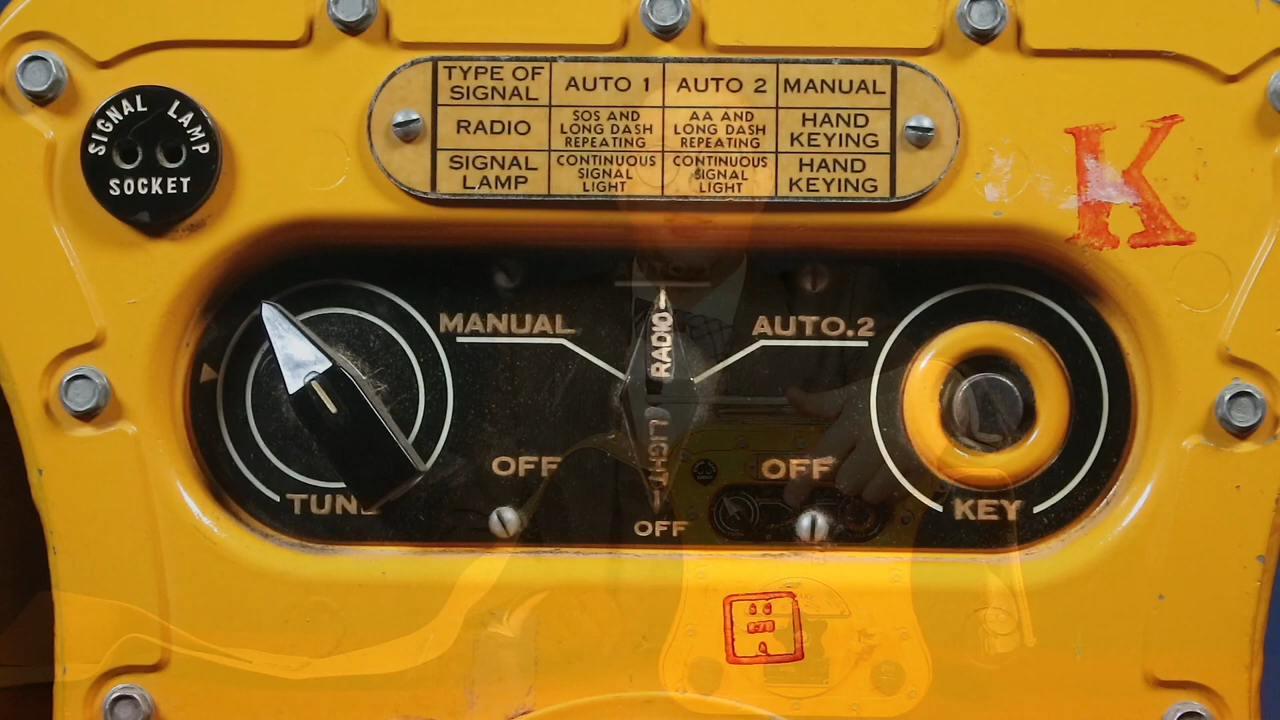 SIGNAL LAMP
SOCKET
TYPE OF SIGNAL AUTO 1 AUTO 2 MANUAL
RADIO SOS AND LONG DASH REPEATING AA AND LONG DASH REPEATING HAND KEYING
SIGNAL LAMP CONTINUOUS SIGNAL LIGHT CONTINUOUS SIGNAL LIGHT HAND KEYING
K
MANUAL
RADIO
AUTO.2
LIGHT
OFF
OFF
TUNE
OFF
KEY